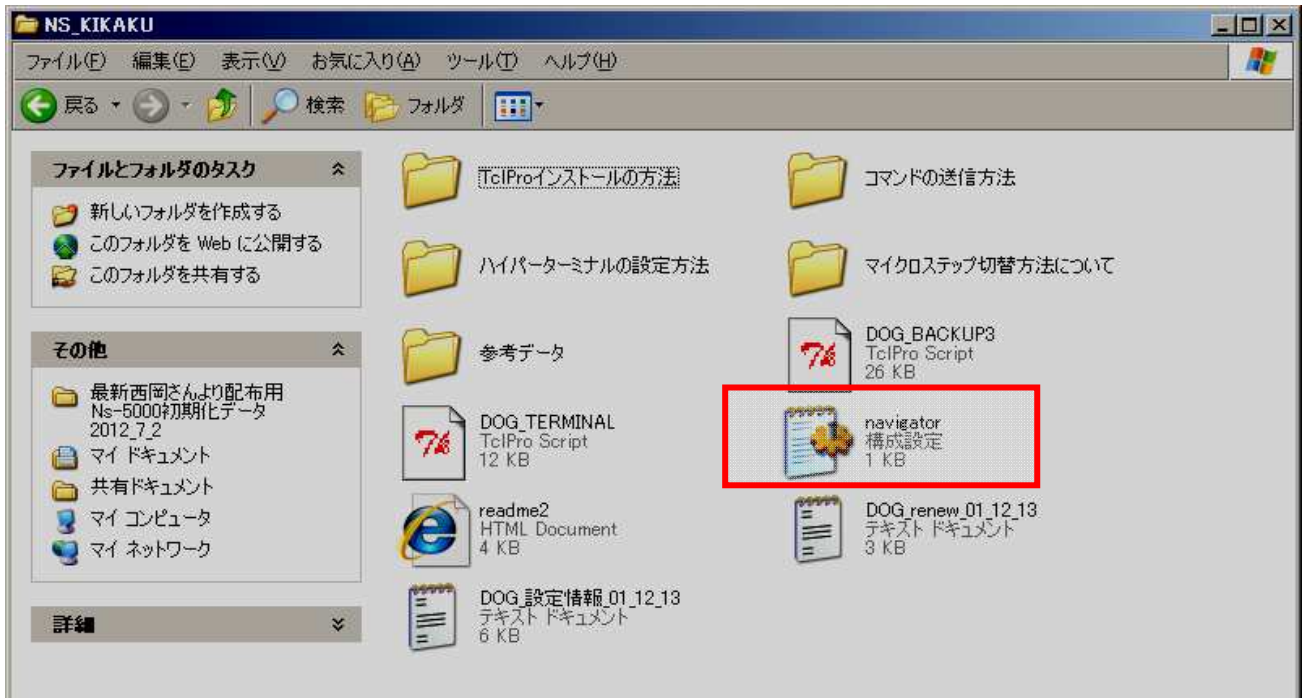 NS_KIKAKU
ファイル(F) 編集(E) 表示(V) お気に入り(A) ツール(T) ヘルプ(H)
戻る 検索 フォルダ
ファイルとフォルダのタスク
新しいフォルダを作成する
このフォルダを Web に公開する
このフォルダを共有する
その他
最新西岡さんより配布用
Ns-5000初期化データ
2012_7_2
マイ ドキュメント
共有ドキュメント
マイ コンピュータ
マイ ネットワーク
詳細
TclProインストールの方法
コマンドの送信方法
ハイパーターミナルの設定方法
マイクロステップ切替方法について
参考データ
DOG_BACKUP3
TclPro Script
26 KB
DOG_TERMINAL
TclPro Script
12 KB
navigator
構成設定
1 KB
readme2
HTML Document
4 KB
DOG_renew_01_12_13
テキスト ドキュメント
3 KB
DOG_設定情報_01_12_13
テキスト ドキュメント
6 KB